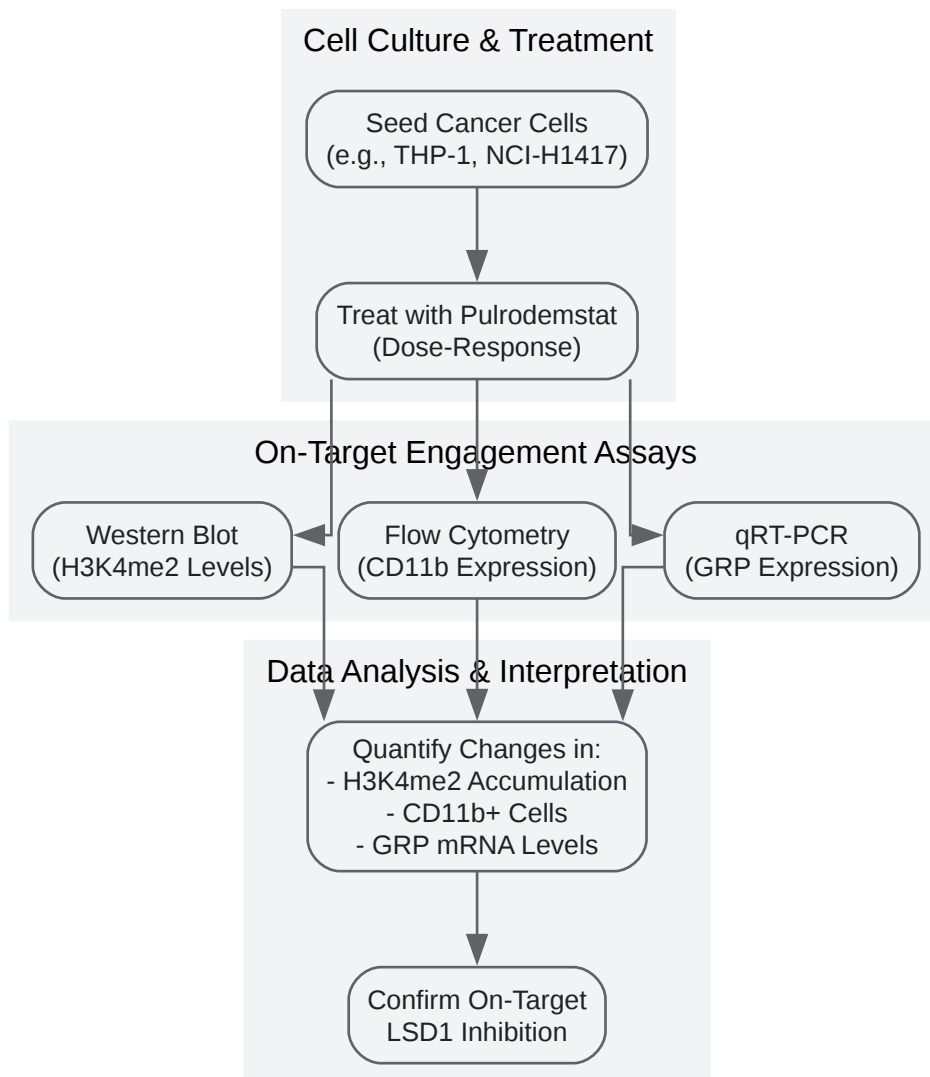 Cell Culture & Treatment
Seed Cancer Cells
(e.g., THP-1, NCI-H1417)
Treat with Pulrodemstat
(Dose-Response)
On-Target Engagement Assays
Western Blot
(H3K4me2 Levels)
Flow Cytometry
(CD11b Expression)
qRT-PCR
(GRP Expression)
Data Analysis & Interpretation
Quantify Changes in:
- H3K4me2 Accumulation
- CD11b+ Cells
- GRP mRNA Levels
Confirm On-Target
LSD1 Inhibition